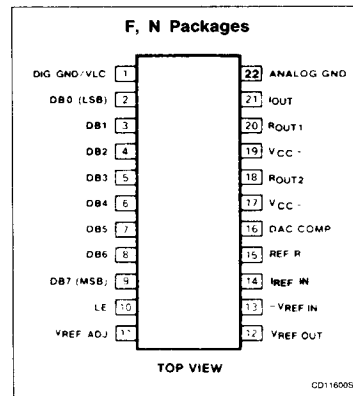 F, N Packages
DIG GND/VLC 1
DB0 (LSB) 2
DB1 3
DB2 4
DB3 5
DB4 6
DB5 7
DB6 8
DB7 (MSB) 9
LE 10
VREF ADJ 11
22 ANALOG GND
21 IOUT
20 ROUT1
19 VCC -
18 ROUT2
17 VCC -
16 DAC COMP
15 REF R
14 IREF IN
13 -VREF IN
12 VREF OUT
TOP VIEW
CD11600S